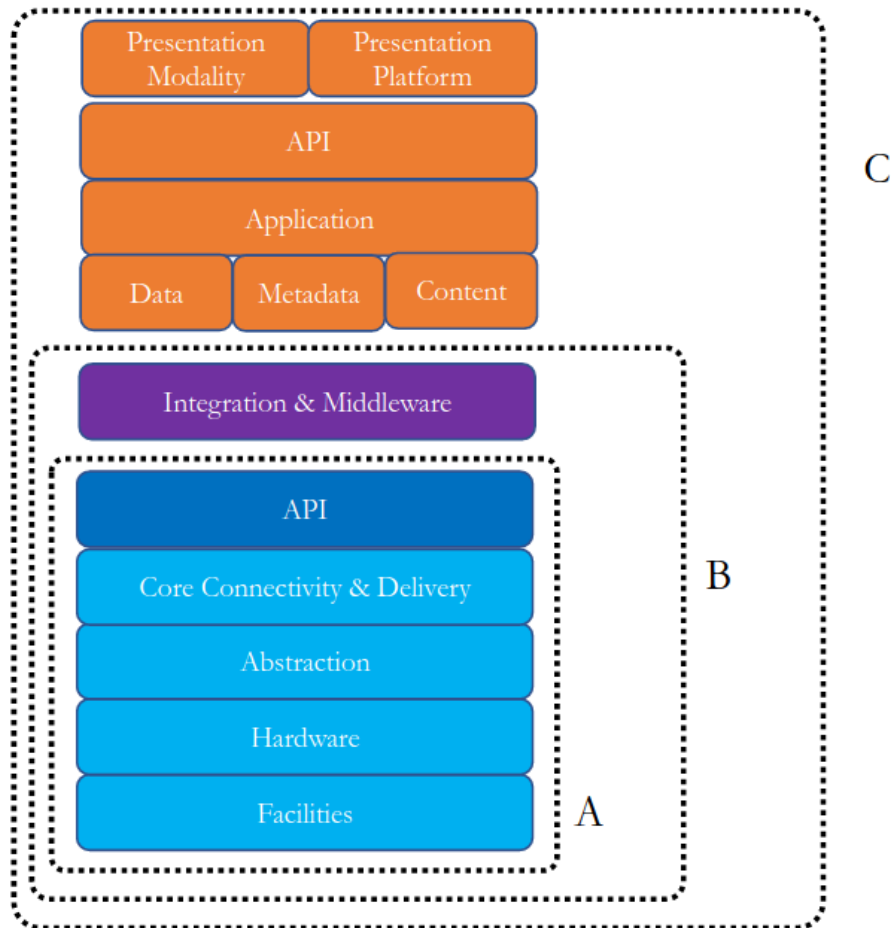 Presentation
Modality
Presentation
Platform
API
C
Application
Data
Metadata
Content
Integration & Middleware
API
Core Connectivity & Delivery
B
Abstraction
Hardware
Facilities
A